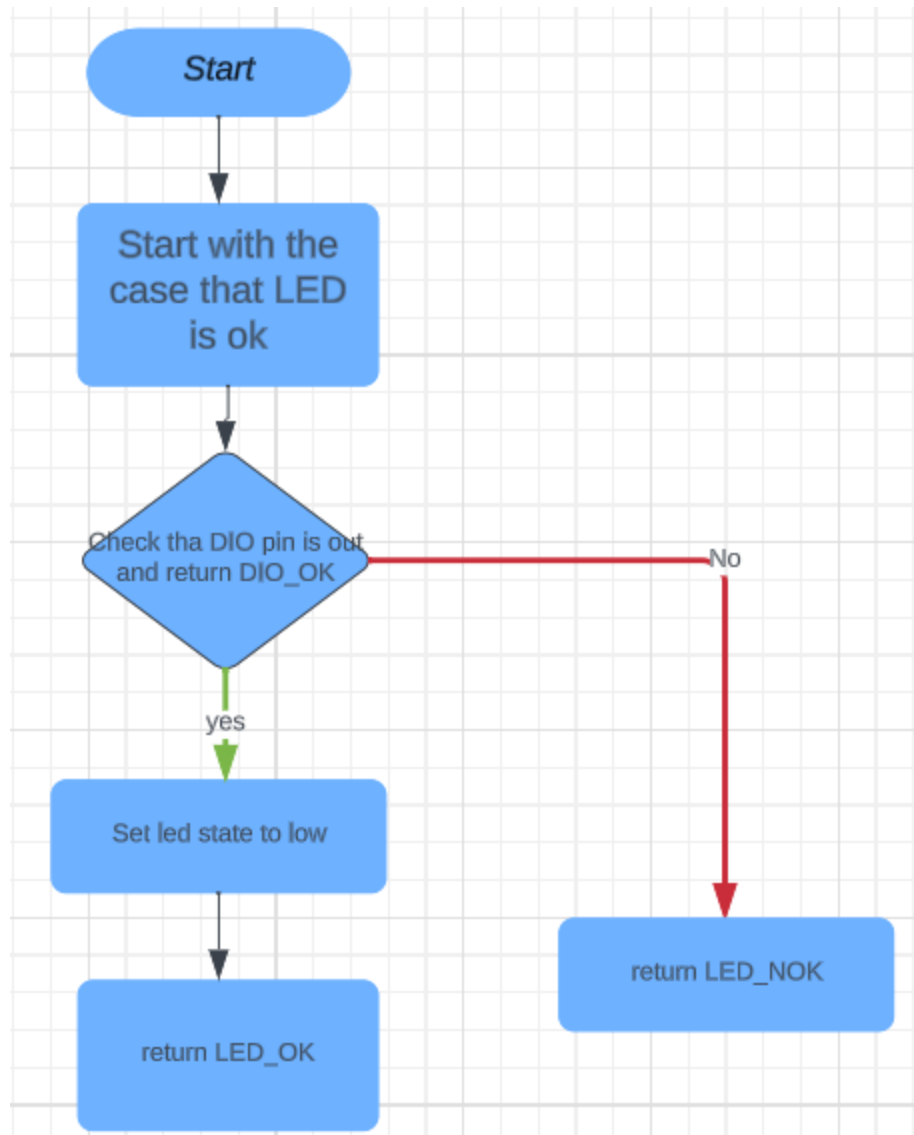 Start
Start with the
case that LED
is ok
Check tha DIO pin is out
and return DIO_OK
No
yes
Set led state to low
return LED_NOK
return LED_OK